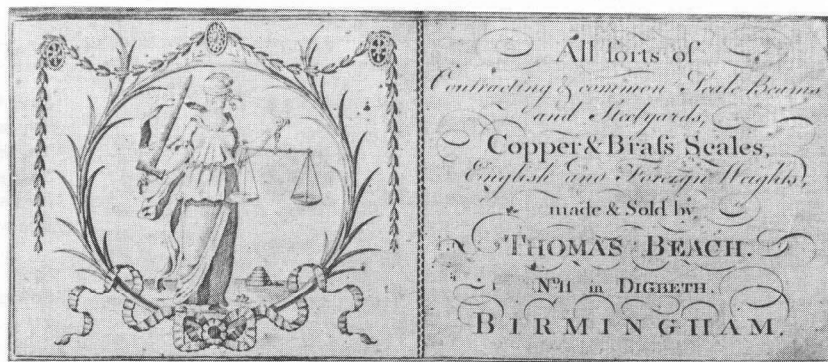 All ſorts of
Contracting & common Scale Beams
and Steelyards,
Copper & Braſs Scales,
English and Foreign Weights,
made & Sold by
THOMAS BEACH.
No. 11 in DIGBETH.
BIRMINGHAM.